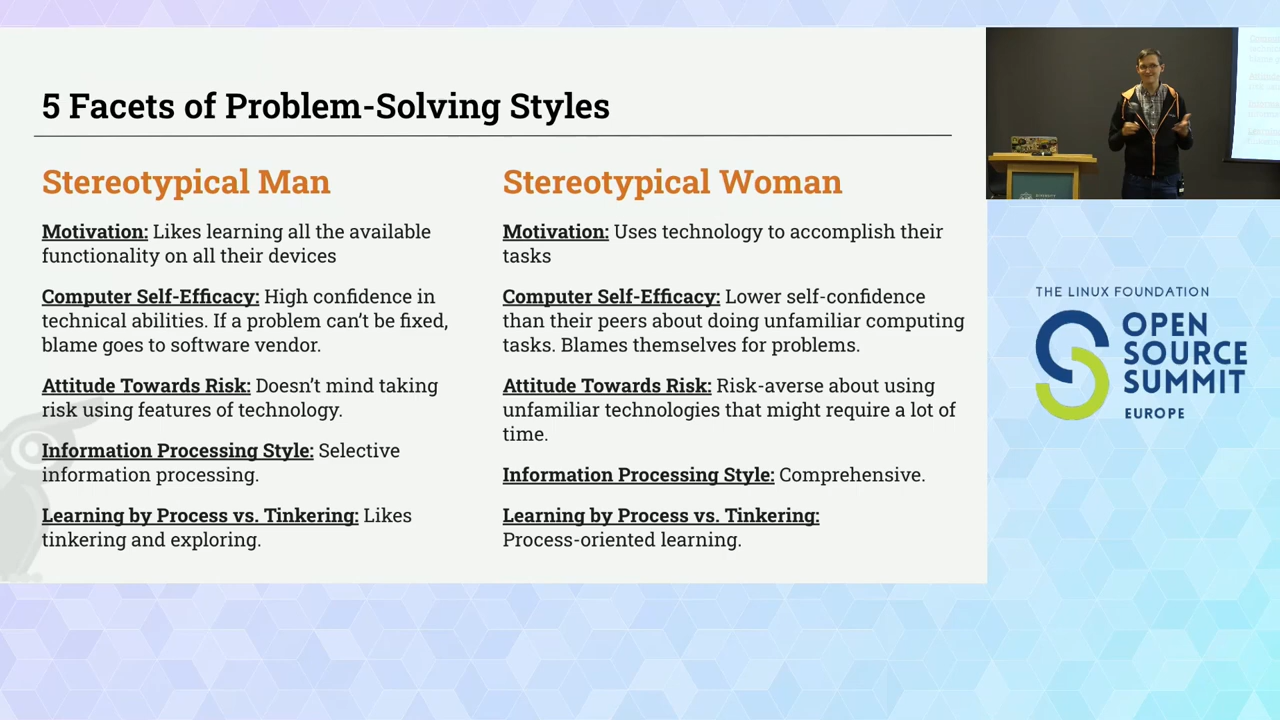 5 Facets of Problem-Solving Styles
Stereotypical Man
Motivation: Likes learning all the available
functionality on all their devices
Computer Self-Efficacy: High confidence in
technical abilities. If a problem can’t be fixed,
blame goes to software vendor.
Attitude Towards Risk: Doesn’t mind taking
risk using features of technology.
Information Processing Style: Selective
information processing.
Learning by Process vs. Tinkering: Likes
tinkering and exploring.
Stereotypical Woman
Motivation: Uses technology to accomplish their
tasks
Computer Self-Efficacy: Lower self-confidence
than their peers about doing unfamiliar computing
tasks. Blames themselves for problems.
Attitude Towards Risk: Risk-averse about using
unfamiliar technologies that might require a lot of
time.
Information Processing Style: Comprehensive.
Learning by Process vs. Tinkering:
Process-oriented learning.
THE LINUX FOUNDATION
OPEN
SOURCE
SUMMIT
EUROPE